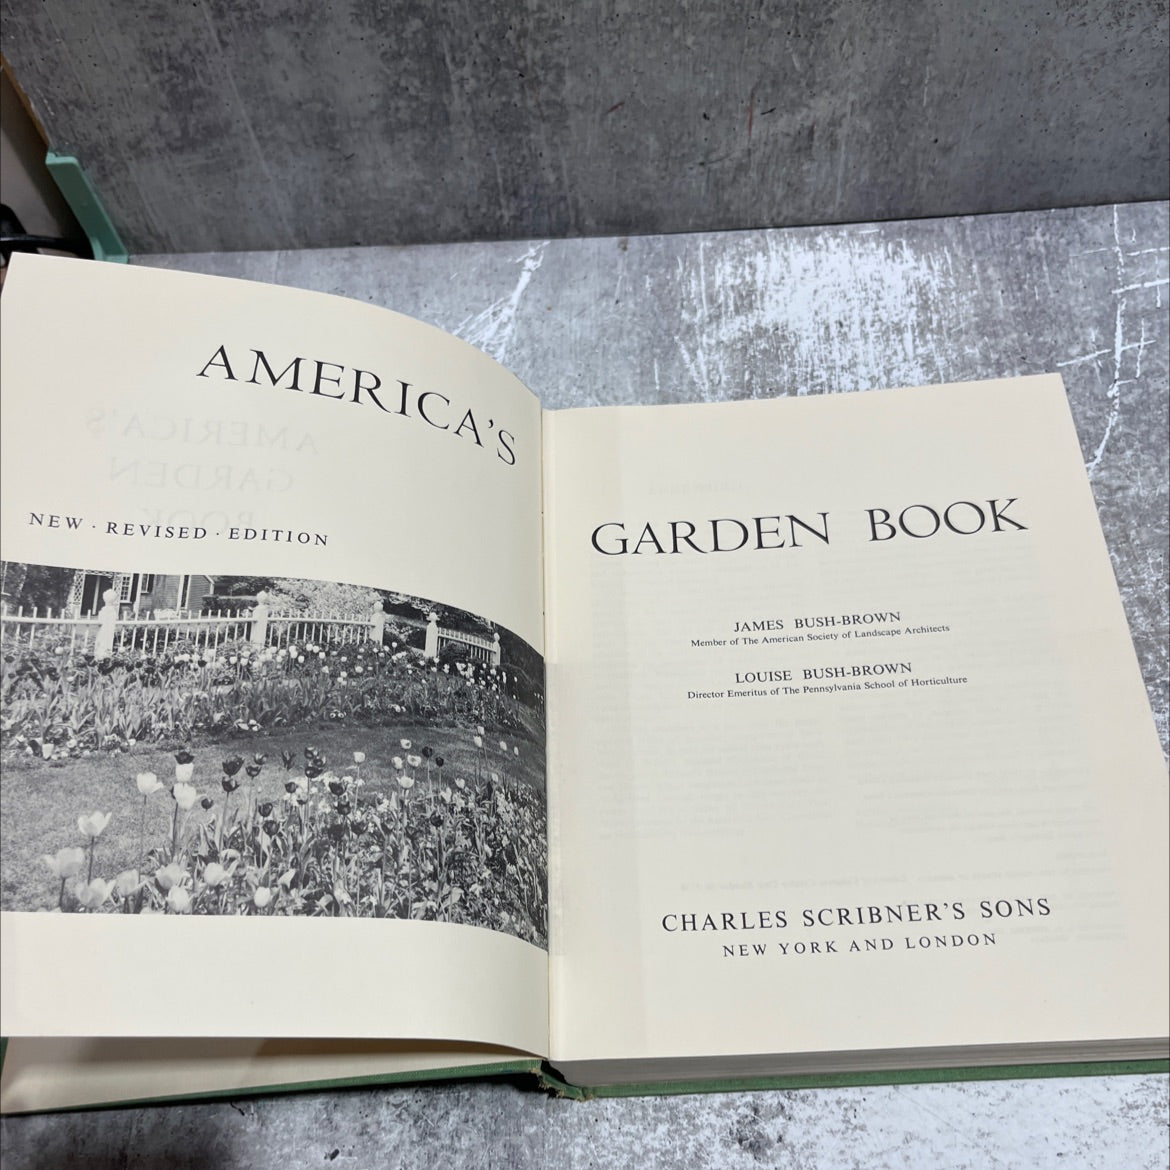 AMERICA'S
NEW · REVISED · EDITION
GARDEN BOOK
JAMES BUSH-BROWN
Member of The American Society of Landscape Architects
LOUISE BUSH-BROWN
Director Emeritus of The Pennsylvania School of Horticulture
CHARLES SCRIBNER'S SONS
NEW YORK AND LONDON